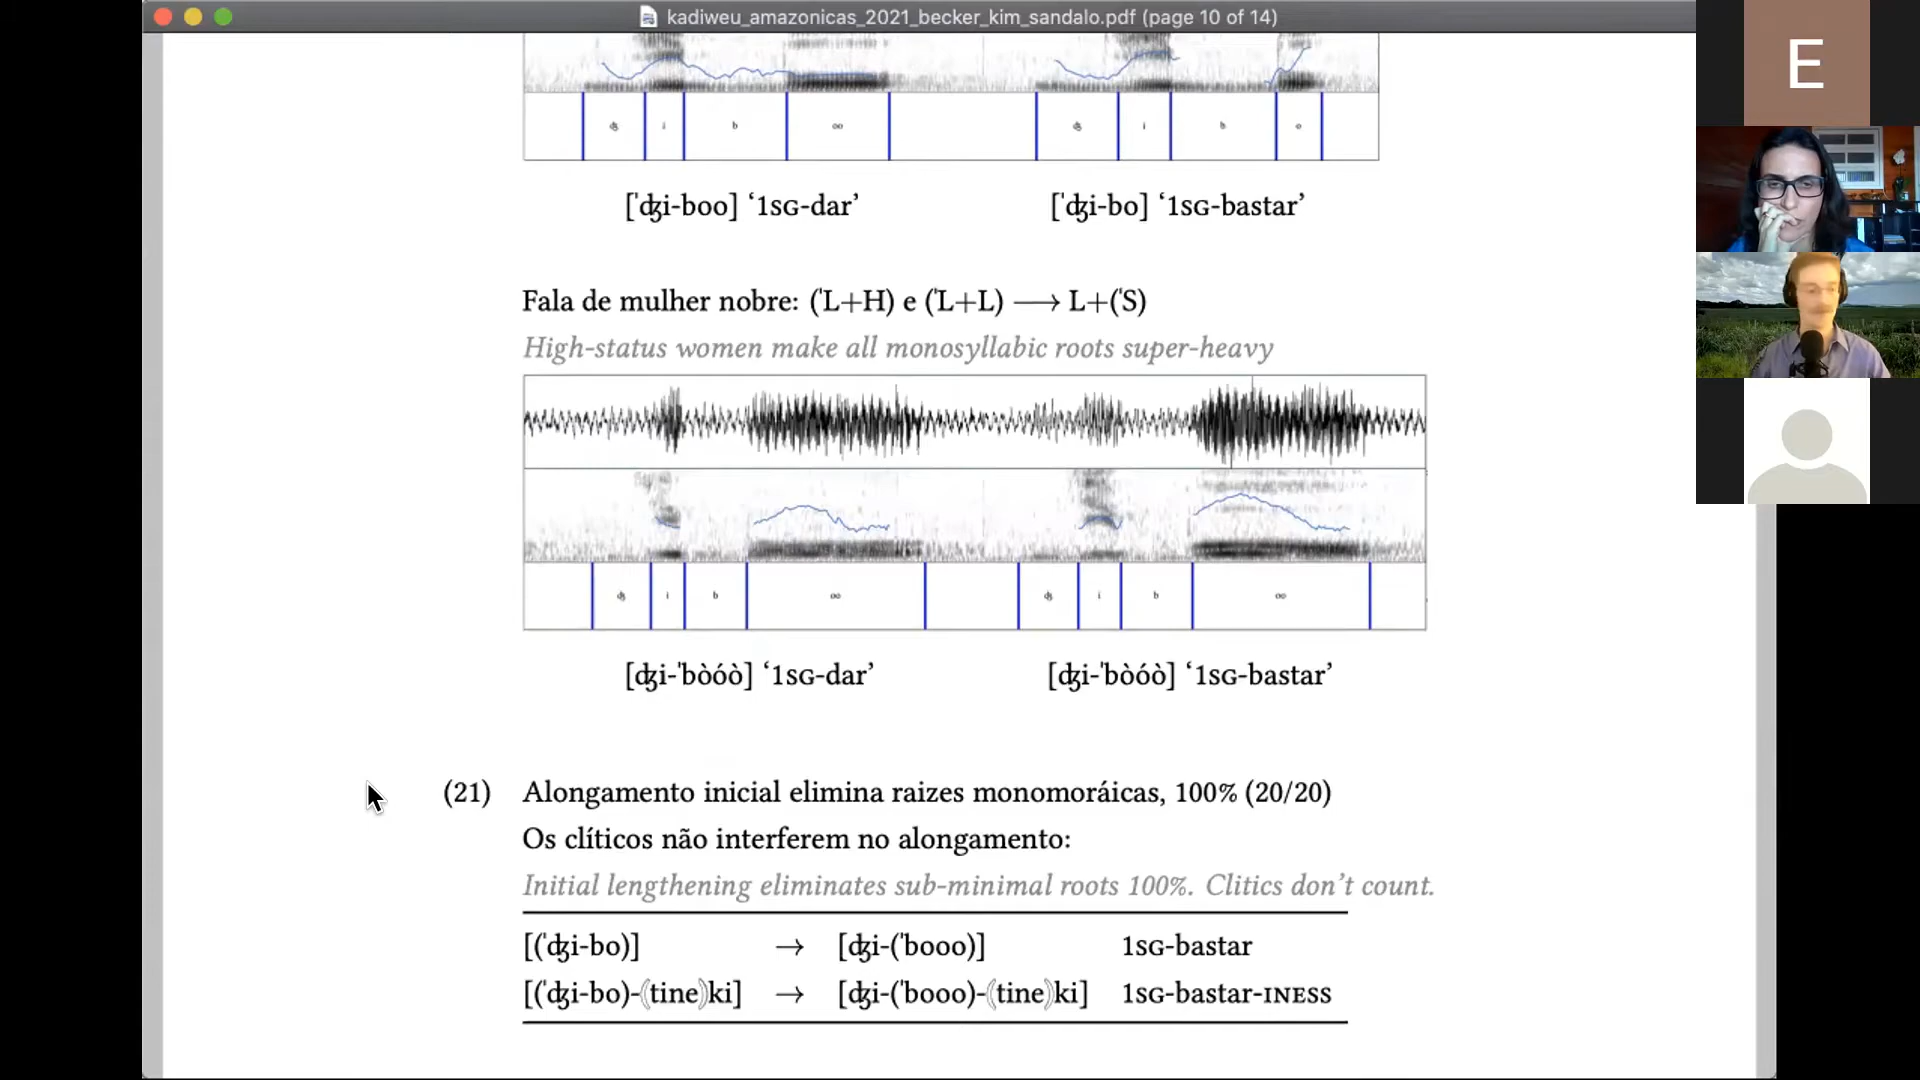 kadiweu_amazonicas_2021_becker_kim_sandalo.pdf (page 10 of 14)
E
ʤ i b oo ʤ i b o
[ˈʤi-boo] ‘1SG-dar’ [ˈʤi-bo] ‘1SG-bastar’
Fala de mulher nobre: (ˈL+H) e (ˈL+L) ⟶ L+(ˈS)
High-status women make all monosyllabic roots super-heavy
ʤ i b oo ʤ i b oo
[ʤi-ˈbòóò] ‘1SG-dar’ [ʤi-ˈbòóò] ‘1SG-bastar’
(21) Alongamento inicial elimina raizes monomoráicas, 100% (20/20)
Os clíticos não interferem no alongamento:
Initial lengthening eliminates sub-minimal roots 100%. Clitics don’t count.
[(ˈʤi-bo)] → [ʤi-(ˈbooo)] 1SG-bastar
[(ˈʤi-bo)-(tine)ki] → [ʤi-(ˈbooo)-(tine)ki] 1SG-bastar-INESS